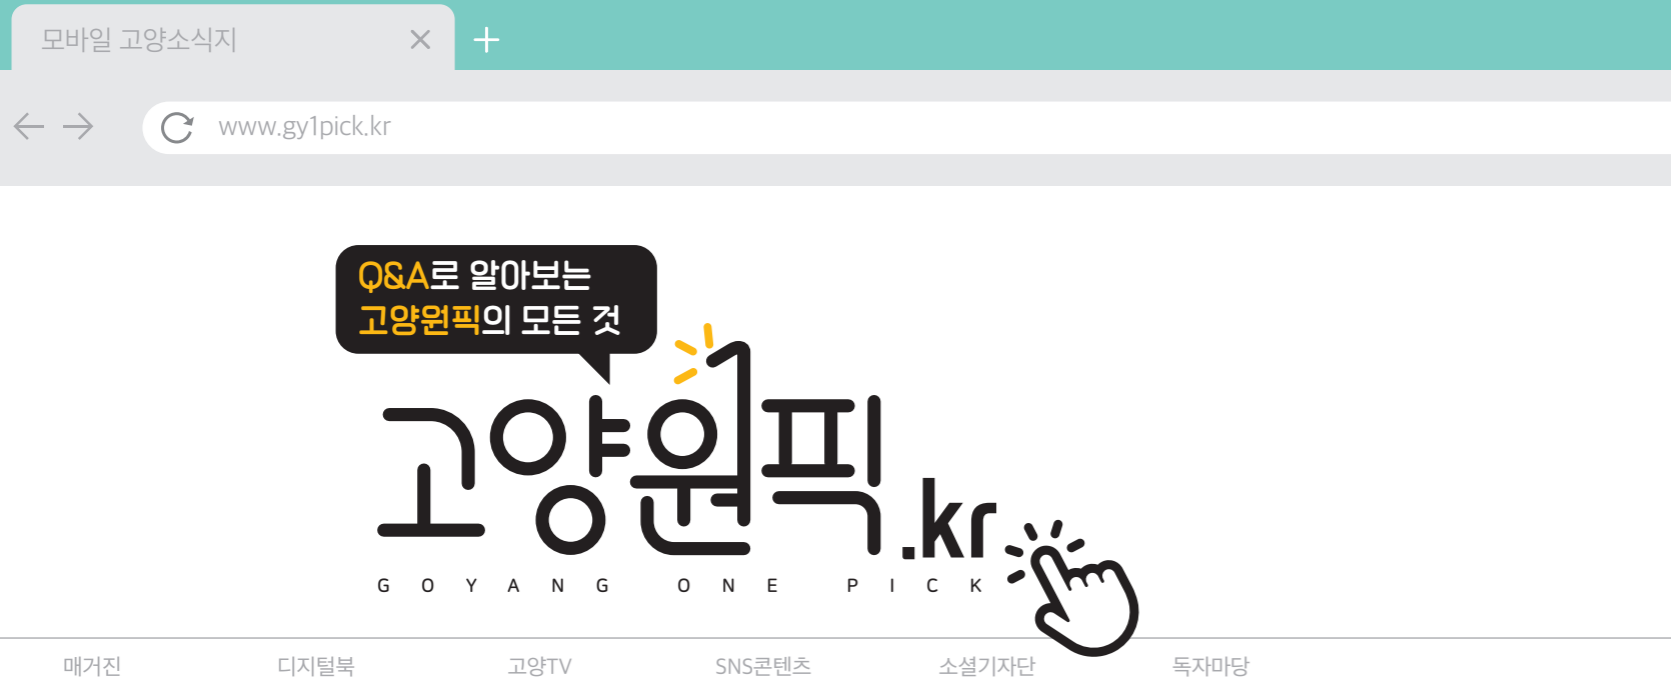 모바일 고양소식지
www.gy1pick.kr
Q&A로 알아보는
고양원픽의 모든 것
고양원픽.kr
GOYANG ONE PICK
매거진 디지털북 고양TV SNS콘텐츠 소셜기자단 독자마당